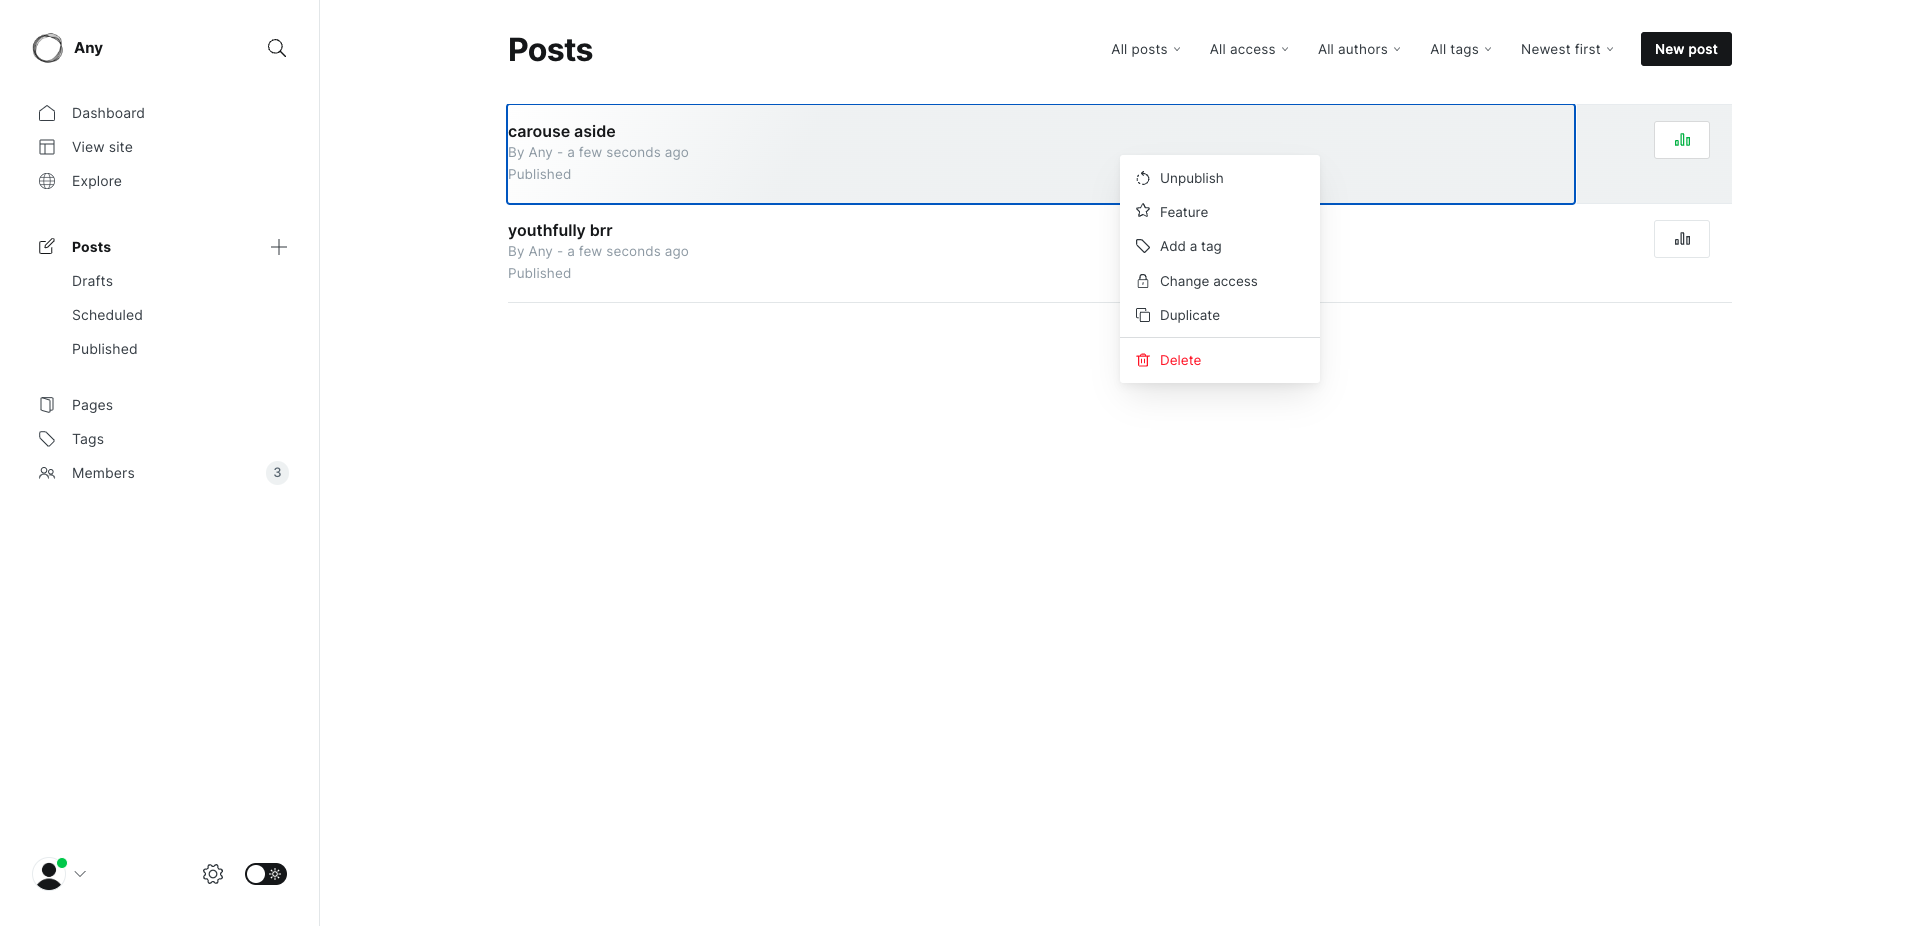 Any
Dashboard
View site
Explore
Posts
Drafts
Scheduled
Published
Pages
Tags
Members 3
Posts
All posts All access All authors All tags Newest first New post
carouse aside
By Any - a few seconds ago
Published
youthfully brr
By Any - a few seconds ago
Published
Unpublish
Feature
Add a tag
Change access
Duplicate
Delete